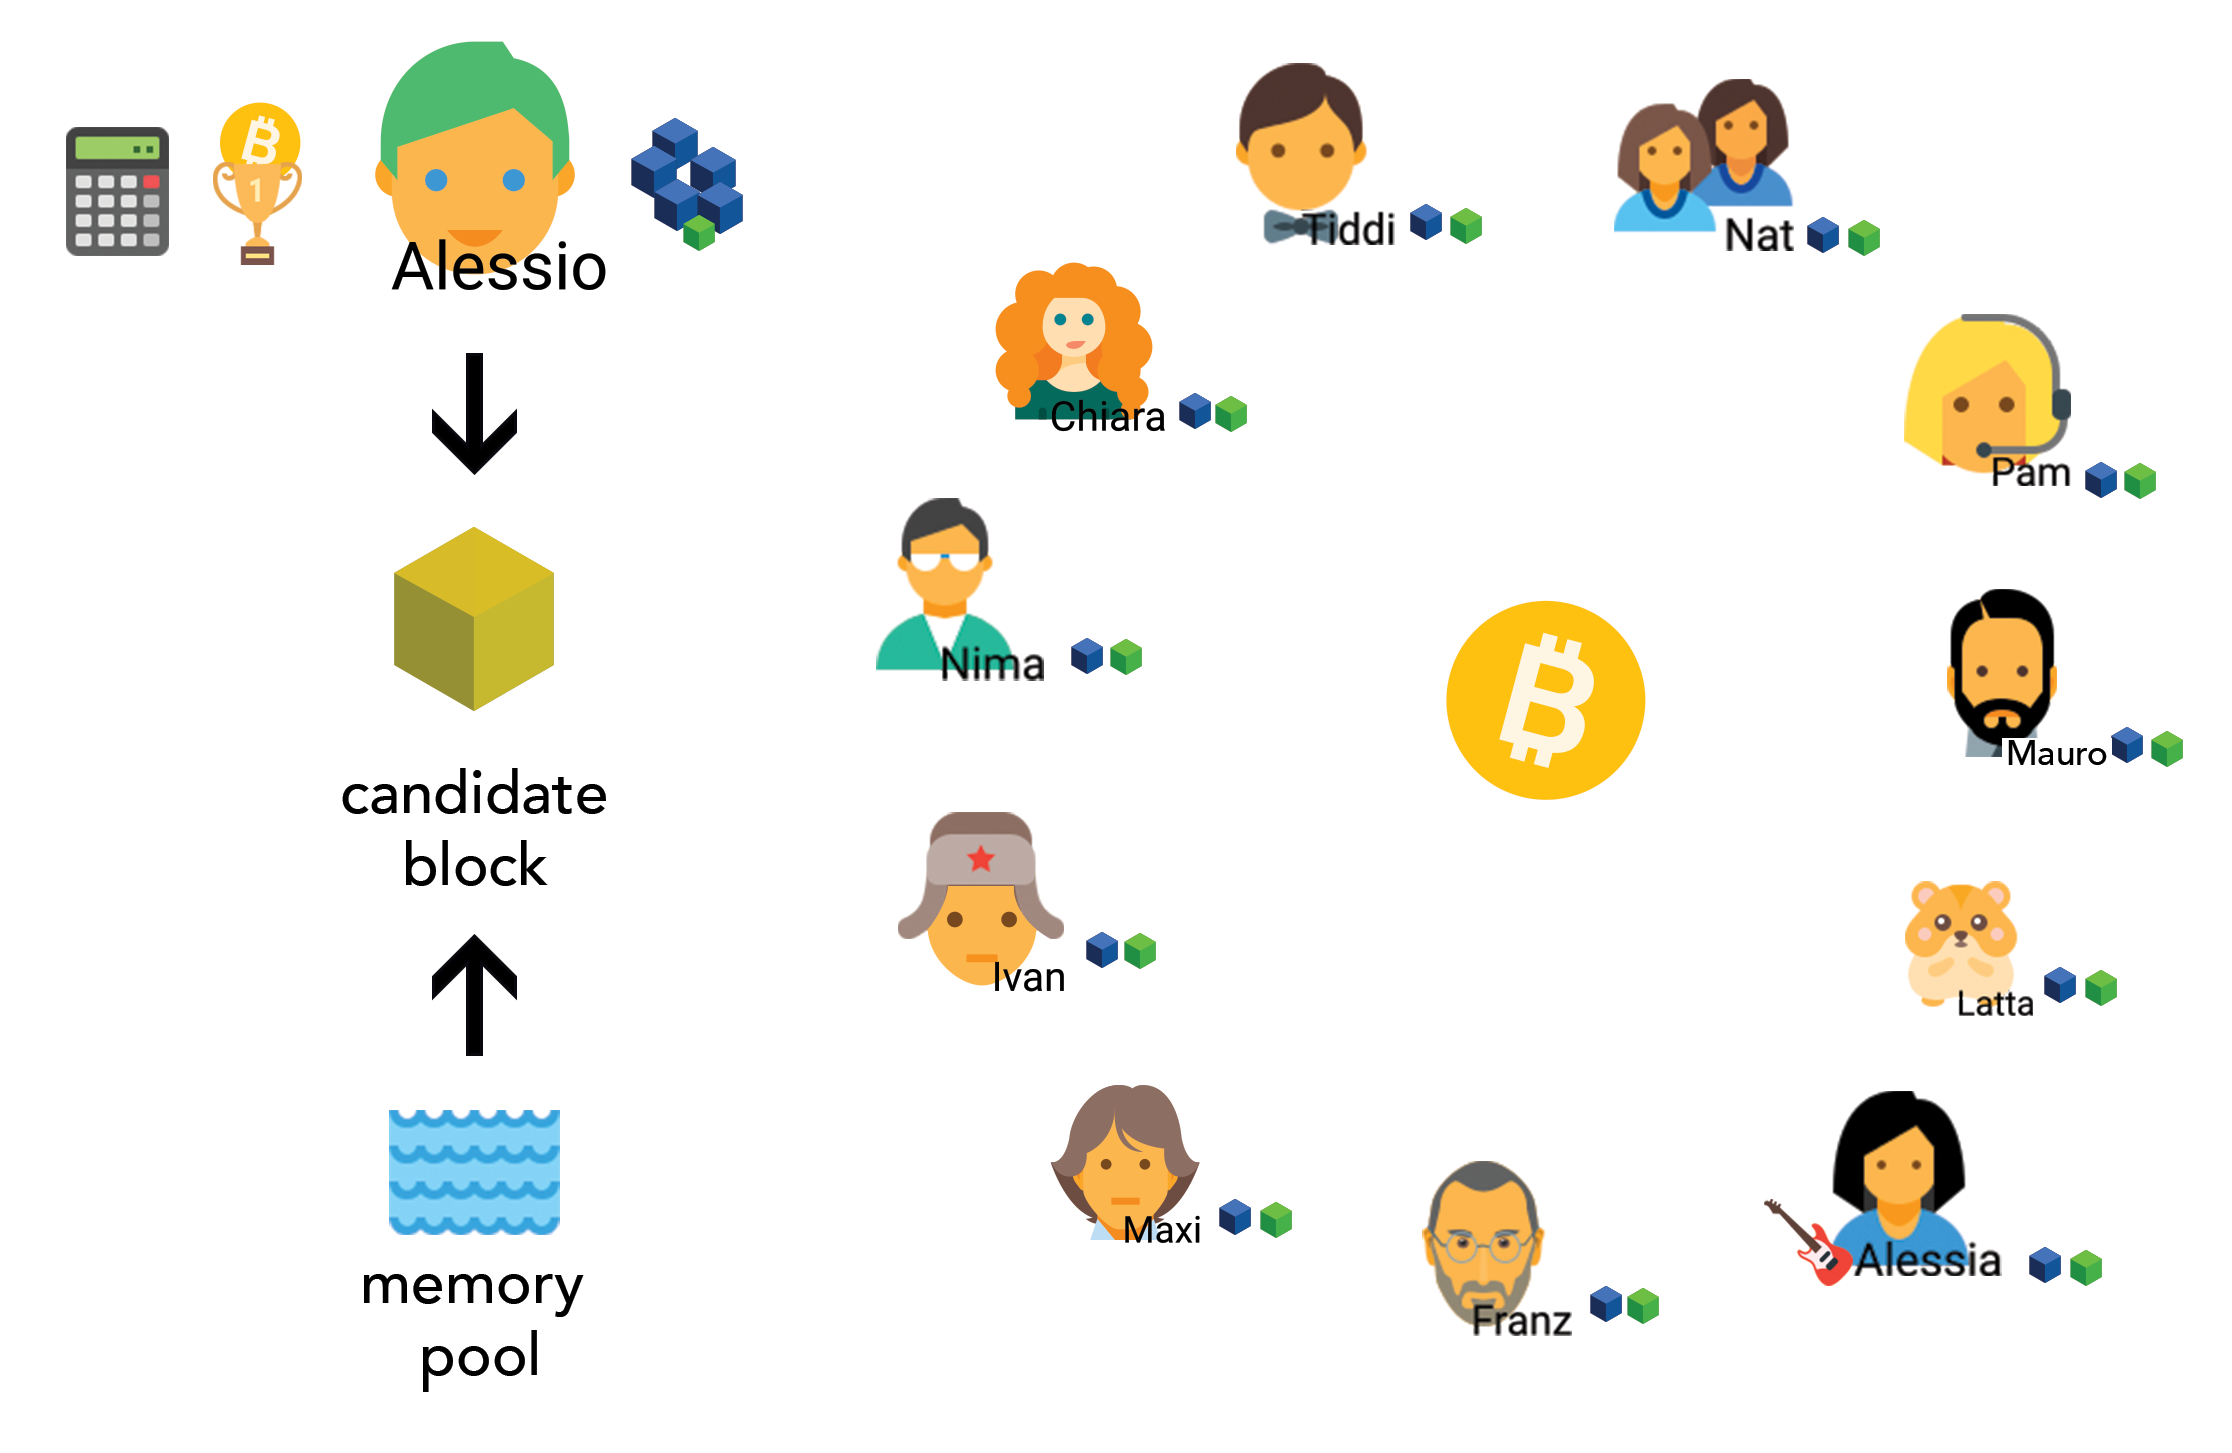 1
Alessio
candidate
block
memory
pool
Tiddi
Nat
Chiara
Pam
Nima
Mauro
Ivan
Latta
Maxi
Franz
Alessia